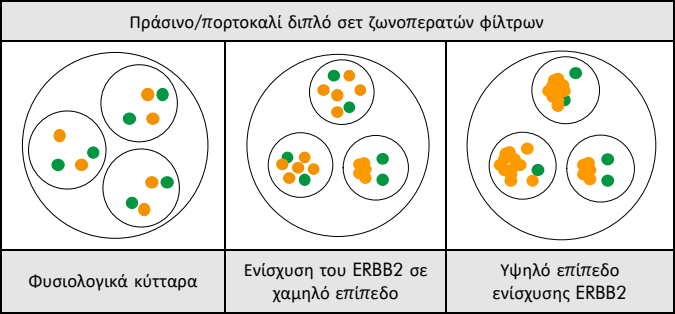 Πράσινο/πορτοκαλί διπλό σετ ζωνοπερατών φίλτρων
Φυσιολογικά κύτταρα
Ενίσχυση του ERBB2 σε
χαμηλό επίπεδο
Υψηλό επίπεδο
ενίσχυσης ERBB2